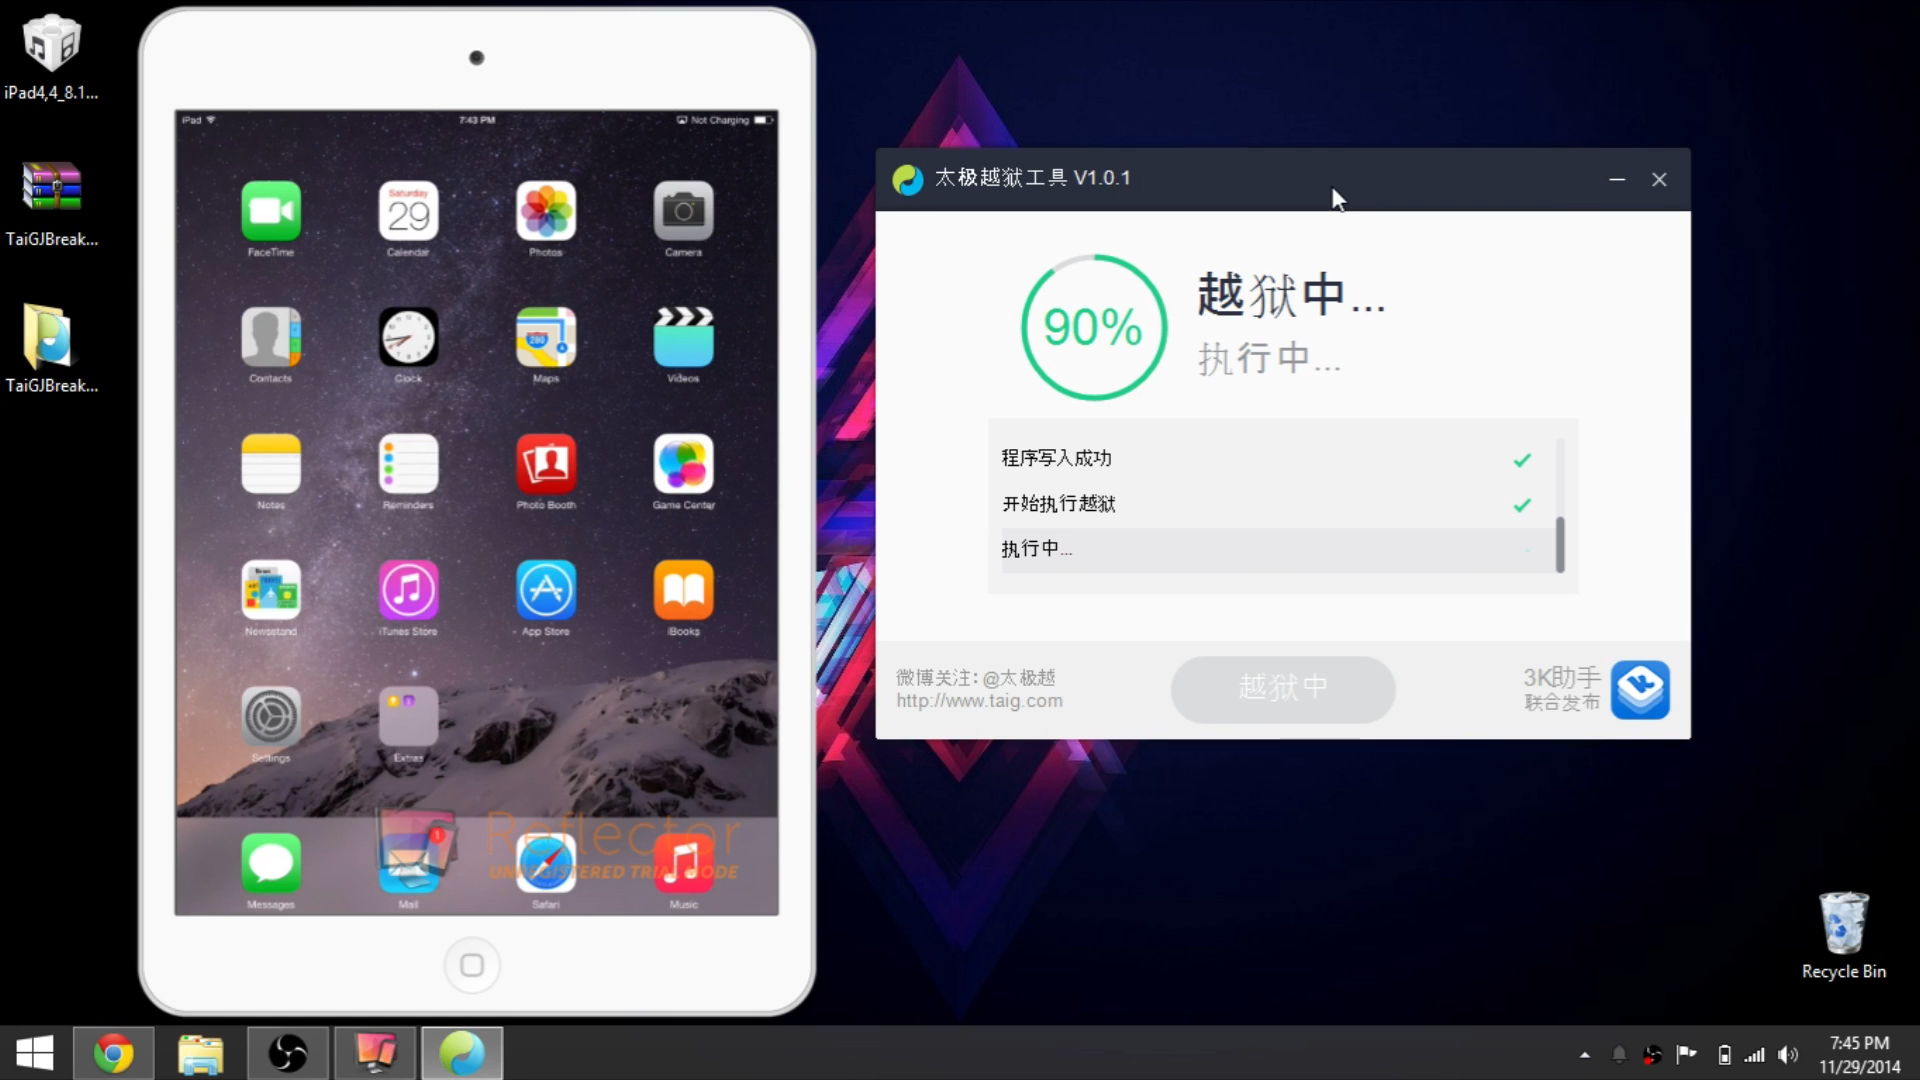 iPad4,4_8.1...
TaiGJBreak...
TaiGJBreak...
iPad
7:43 PM
Not Charging
FaceTime
Saturday
29
Calendar
Photos
Camera
Contacts
Clock
280
Maps
Videos
Notes
Reminders
Photo Booth
Game Center
Newsstand
iTunes Store
App Store
iBooks
Settings
Extras
1
Reflector
UNREGISTERED TRIAL MODE
Messages
Mail
Safari
Music
太极越狱工具 V1.0.1
90%
越狱中...
执行中...
程序写入成功
开始执行越狱
执行中...
微博关注：@太极越
http://www.taig.com
越狱中
3K助手
联合发布
Recycle Bin
7:45 PM
11/29/2014